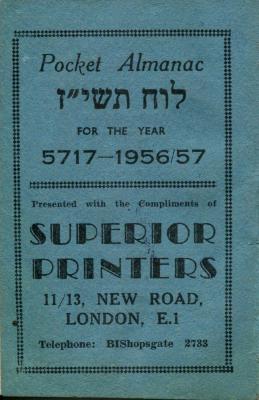 Pocket Almanac
לוח תשי"ז
FOR THE YEAR
5717—1956/57
Presented with the Compliments of
SUPERIOR
PRINTERS
11/13, NEW ROAD,
LONDON, E.1
Telephone: BIShopsgate 2733